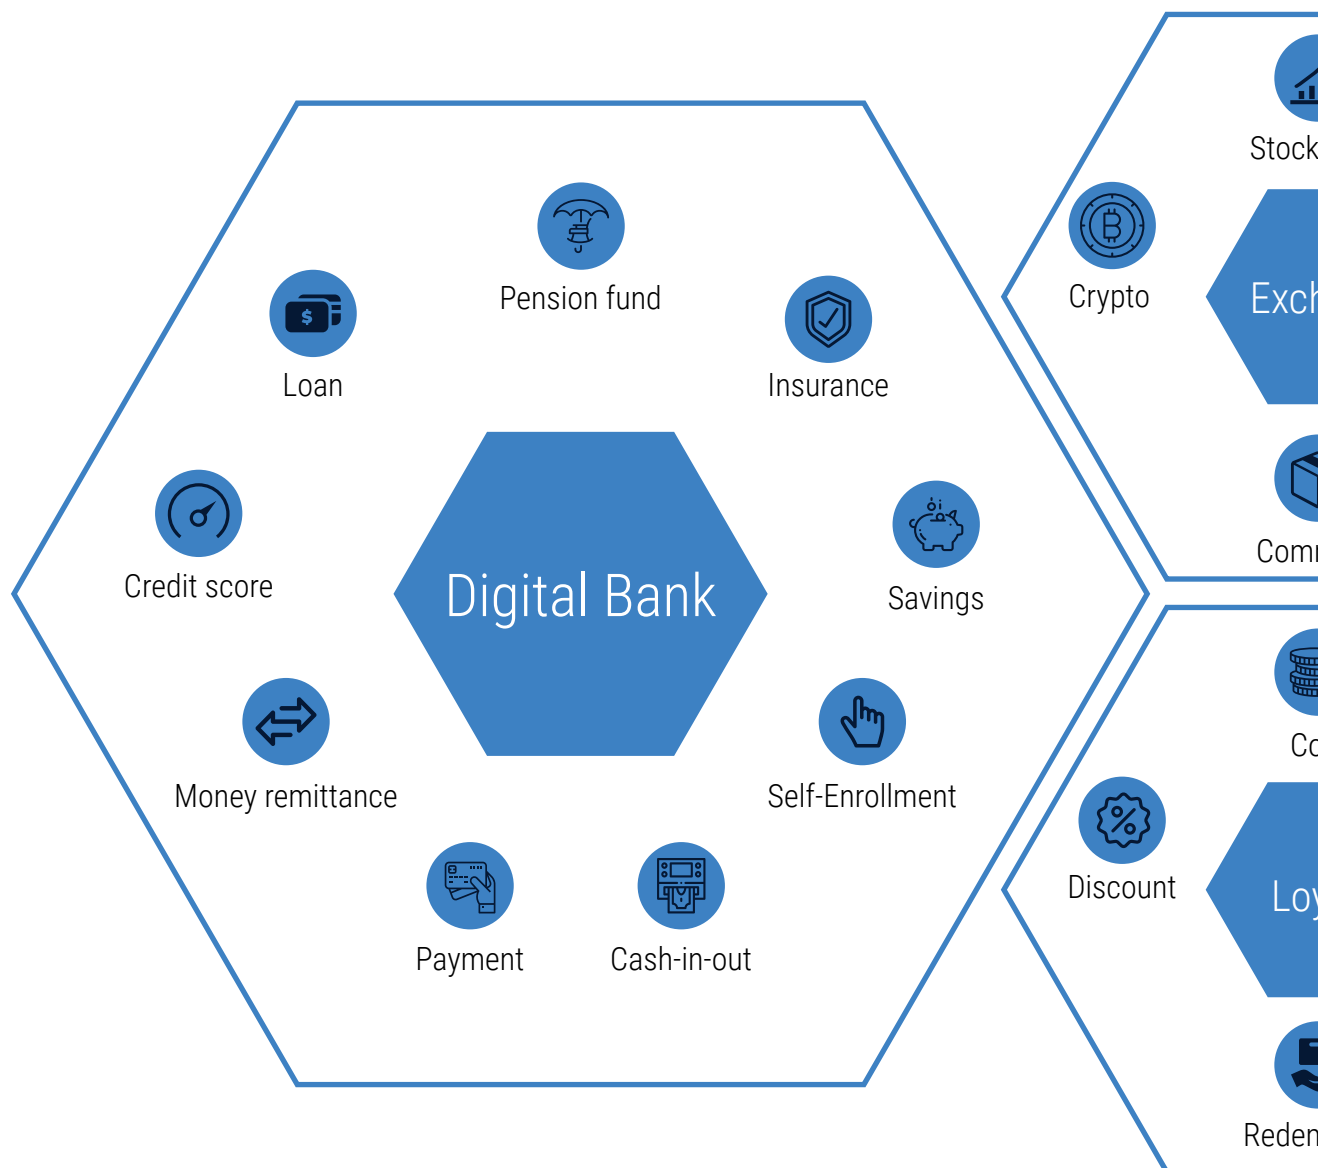 Pension fund
Loan
Insurance
Credit score
Digital Bank
Savings
Money remittance
Self-Enrollment
Payment
Cash-in-out
Stock
Crypto
Discount